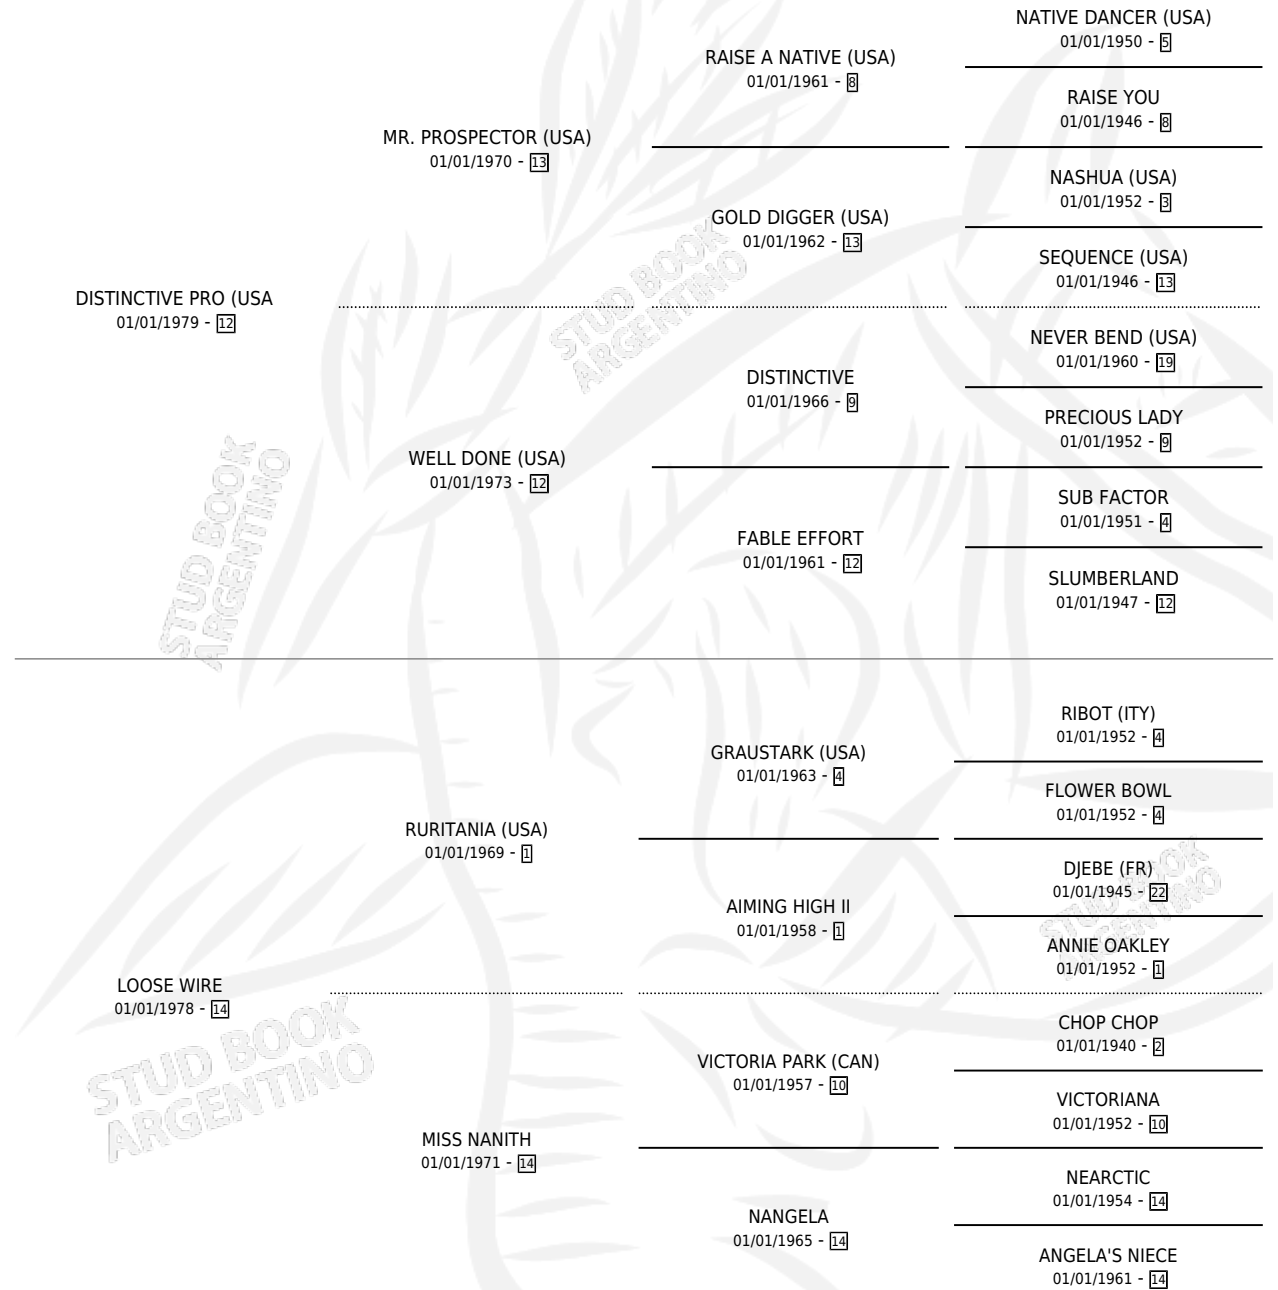 NATIVE DANCER (USA)
01/01/1950 - 5
RAISE A NATIVE (USA)
01/01/1961 - 8
RAISE YOU
01/01/1946 - 8
MR. PROSPECTOR (USA)
01/01/1970 - 13
NASHUA (USA)
01/01/1952 - 3
GOLD DIGGER (USA)
01/01/1962 - 13
SEQUENCE (USA)
01/01/1946 - 13
DISTINCTIVE PRO (USA
01/01/1979 - 12
NEVER BEND (USA)
01/01/1960 - 19
DISTINCTIVE
01/01/1966 - 9
PRECIOUS LADY
01/01/1952 - 9
WELL DONE (USA)
01/01/1973 - 12
SUB FACTOR
01/01/1951 - 4
FABLE EFFORT
01/01/1961 - 12
SLUMBERLAND
01/01/1947 - 12
RIBOT (ITY)
01/01/1952 - 4
GRAUSTARK (USA)
01/01/1963 - 4
FLOWER BOWL
01/01/1952 - 4
RURITANIA (USA)
01/01/1969 - 1
DJEBE (FR)
01/01/1945 - 22
AIMING HIGH II
01/01/1958 - 1
ANNIE OAKLEY
01/01/1952 - 1
LOOSE WIRE
01/01/1978 - 14
CHOP CHOP
01/01/1940 - 2
VICTORIA PARK (CAN)
01/01/1957 - 10
VICTORIANA
01/01/1952 - 10
MISS NANITH
01/01/1971 - 14
NEARCTIC
01/01/1954 - 14
NANGELA
01/01/1965 - 14
ANGELA'S NIECE
01/01/1961 - 14
STUD BOOK
ARGENTINO
STUD BOOK
ARGENTINO
STUD BOOK
ARGENTINO
STUD BOOK
ARGENTINO